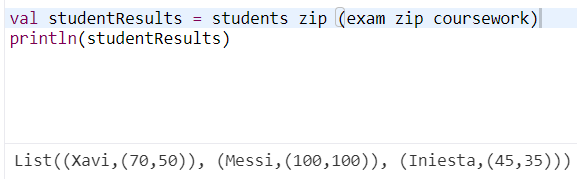 val studentResults = students zip (exam zip coursework)
println(studentResults)
List((Xavi,(70,50)), (Messi,(100,100)), (Iniesta,(45,35)))